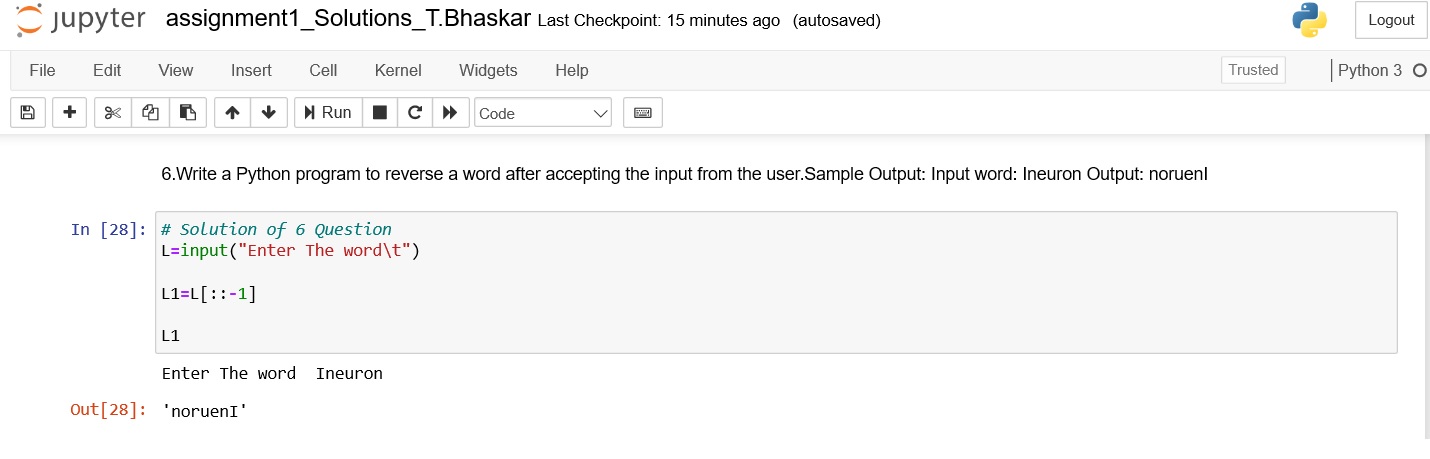 jupyter assignment1_Solutions_T.Bhaskar Last Checkpoint: 15 minutes ago (autosaved) Logout
File Edit View Insert Cell Kernel Widgets Help Trusted Python 3
Run Code
6.Write a Python program to reverse a word after accepting the input from the user.Sample Output: Input word: Ineuron Output: noruenI
In [28]: # Solution of 6 Question
L=input("Enter The word\t")
L1=L[::-1]
L1
Enter The word Ineuron
Out[28]: 'noruenI'